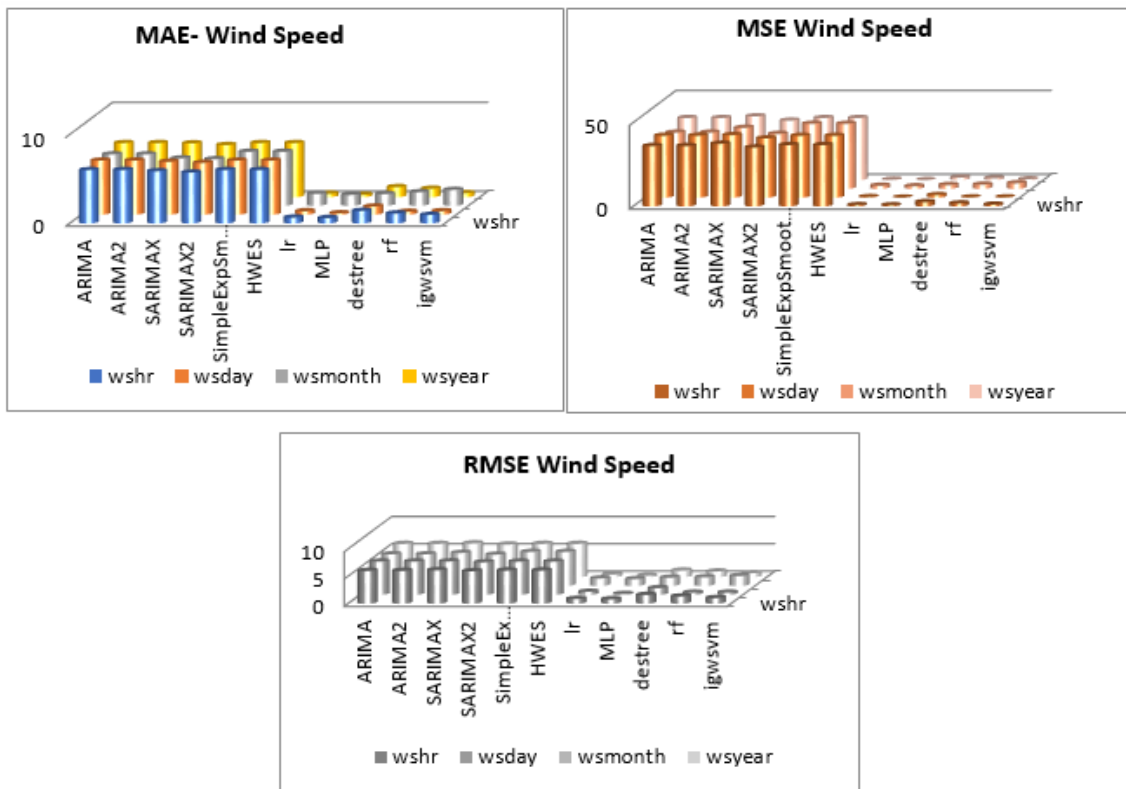 MAE- Wind Speed
10
0
wshr
ARIMA
ARIMA2
SARIMAX
SARIMAX2
SimpleExpSm...
HWES
lr
MLP
destree
rf
igwsvm
wshr wsday wsmonth wsyear
MSE Wind Speed
50
0
ARIMA
ARIMA2
SARIMAX
SARIMAX2
SimpleExpSmoot...
HWES
lr
MLP
destree
rf
igwsvm
wshr wsday wsmonth wsyear
RMSE Wind Speed
10
5
0
wshr
ARIMA
ARIMA2
SARIMAX
SARIMAX2
SimpleEx...
HWES
lr
MLP
destree
rf
igwsvm
wshr wsday wsmonth wsyear